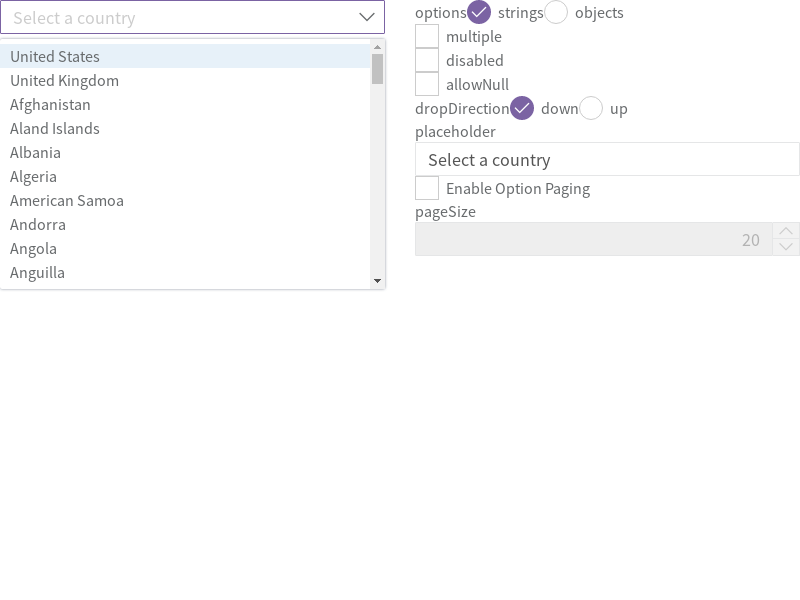 Select a country
United States
United Kingdom
Afghanistan
Aland Islands
Albania
Algeria
American Samoa
Andorra
Angola
Anguilla
options strings objects
multiple
disabled
allowNull
dropDirection down up
placeholder
Select a country
Enable Option Paging
pageSize
20